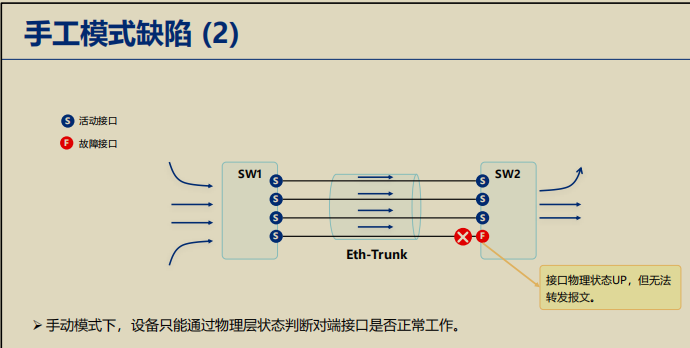 手工模式缺陷 (2)
S 活动接口
F 故障接口
SW1
SW2
S
S
S
S
S
S
S
F
Eth-Trunk
接口物理状态UP，但无法
转发报文。
➢ 手动模式下，设备只能通过物理层状态判断对端接口是否正常工作。